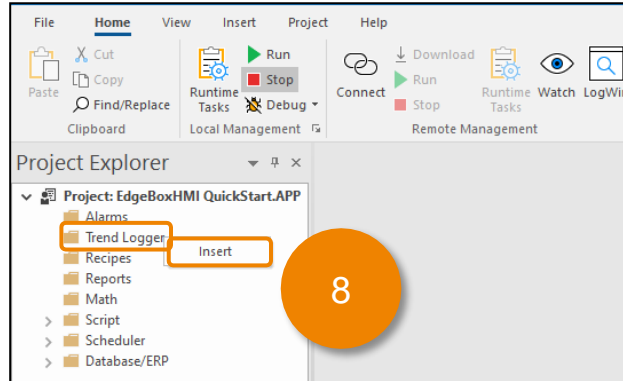 File Home View Insert Project Help
Cut
Copy
Paste
Find/Replace
Clipboard
Runtime Tasks
Run
Stop
Debug
Local Management
Connect
Download
Run
Stop
Runtime Tasks
Watch
LogWi
Remote Management
Project Explorer
Project: EdgeBoxHMI QuickStart.APP
Alarms
Trend Logger
Insert
Recipes
Reports
Math
Script
Scheduler
Database/ERP
8